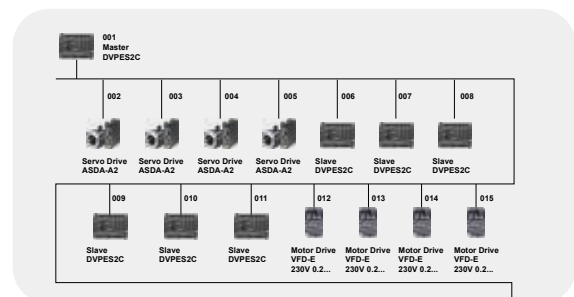 001
Master
DVPES2C
002 003 004 005 006 007 008
Servo Drive Servo Drive Servo Drive Servo Drive Slave Slave Slave
ASDA-A2 ASDA-A2 ASDA-A2 ASDA-A2 DVPES2C DVPES2C DVPES2C
009 010 011 012 013 014 015
Slave Slave Slave Motor Drive Motor Drive Motor Drive Motor Drive
DVPES2C DVPES2C DVPES2C VFD-E VFD-E VFD-E VFD-E
230V 0.2... 230V 0.2... 230V 0.2... 230V 0.2...